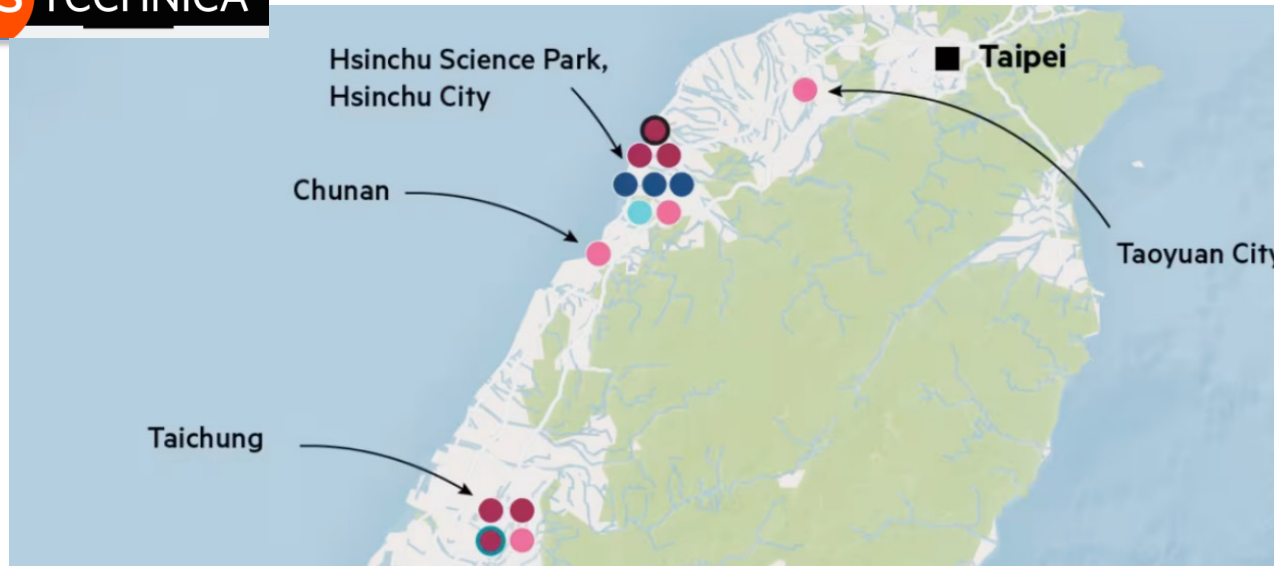 S TECHNICA
Hsinchu Science Park,
Hsinchu City
Taipei
Chunan
Taoyuan City
Taichung